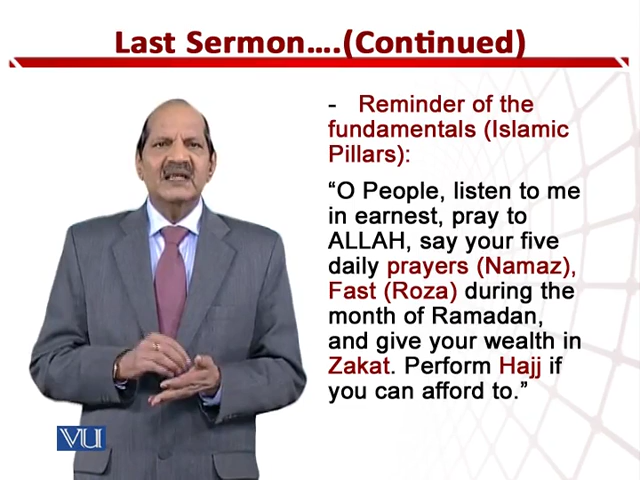 Last Sermon….(Continued)
- Reminder of the
fundamentals (Islamic
Pillars):
“O People, listen to me
in earnest, pray to
ALLAH, say your five
daily prayers (Namaz),
Fast (Roza) during the
month of Ramadan,
and give your wealth in
Zakat. Perform Hajj if
you can afford to.”
VU